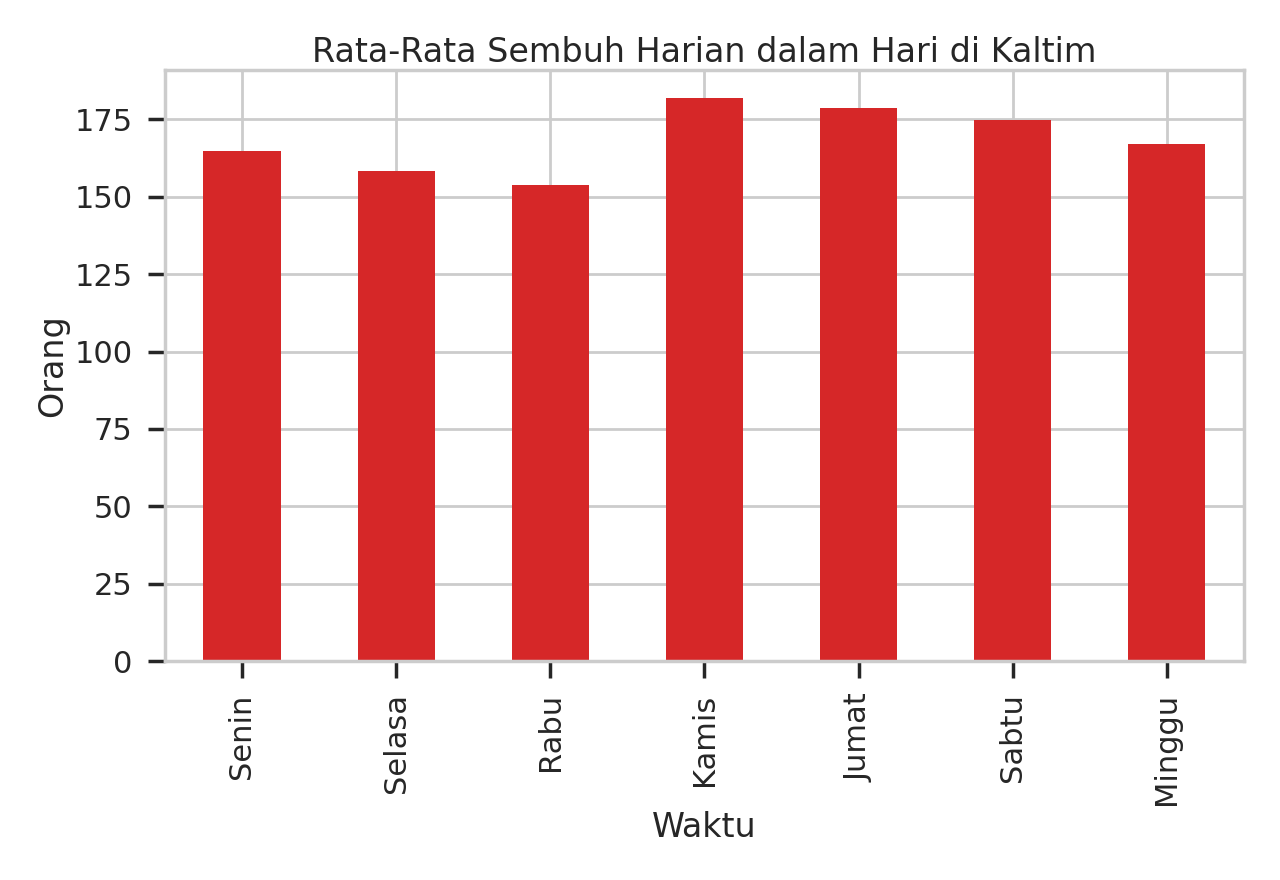 Rata-Rata Sembuh Harian dalam Hari di Kaltim
175
150
125
100
75
50
25
0
Orang
Senin
Selasa
Rabu
Kamis
Jumat
Sabtu
Minggu
Waktu